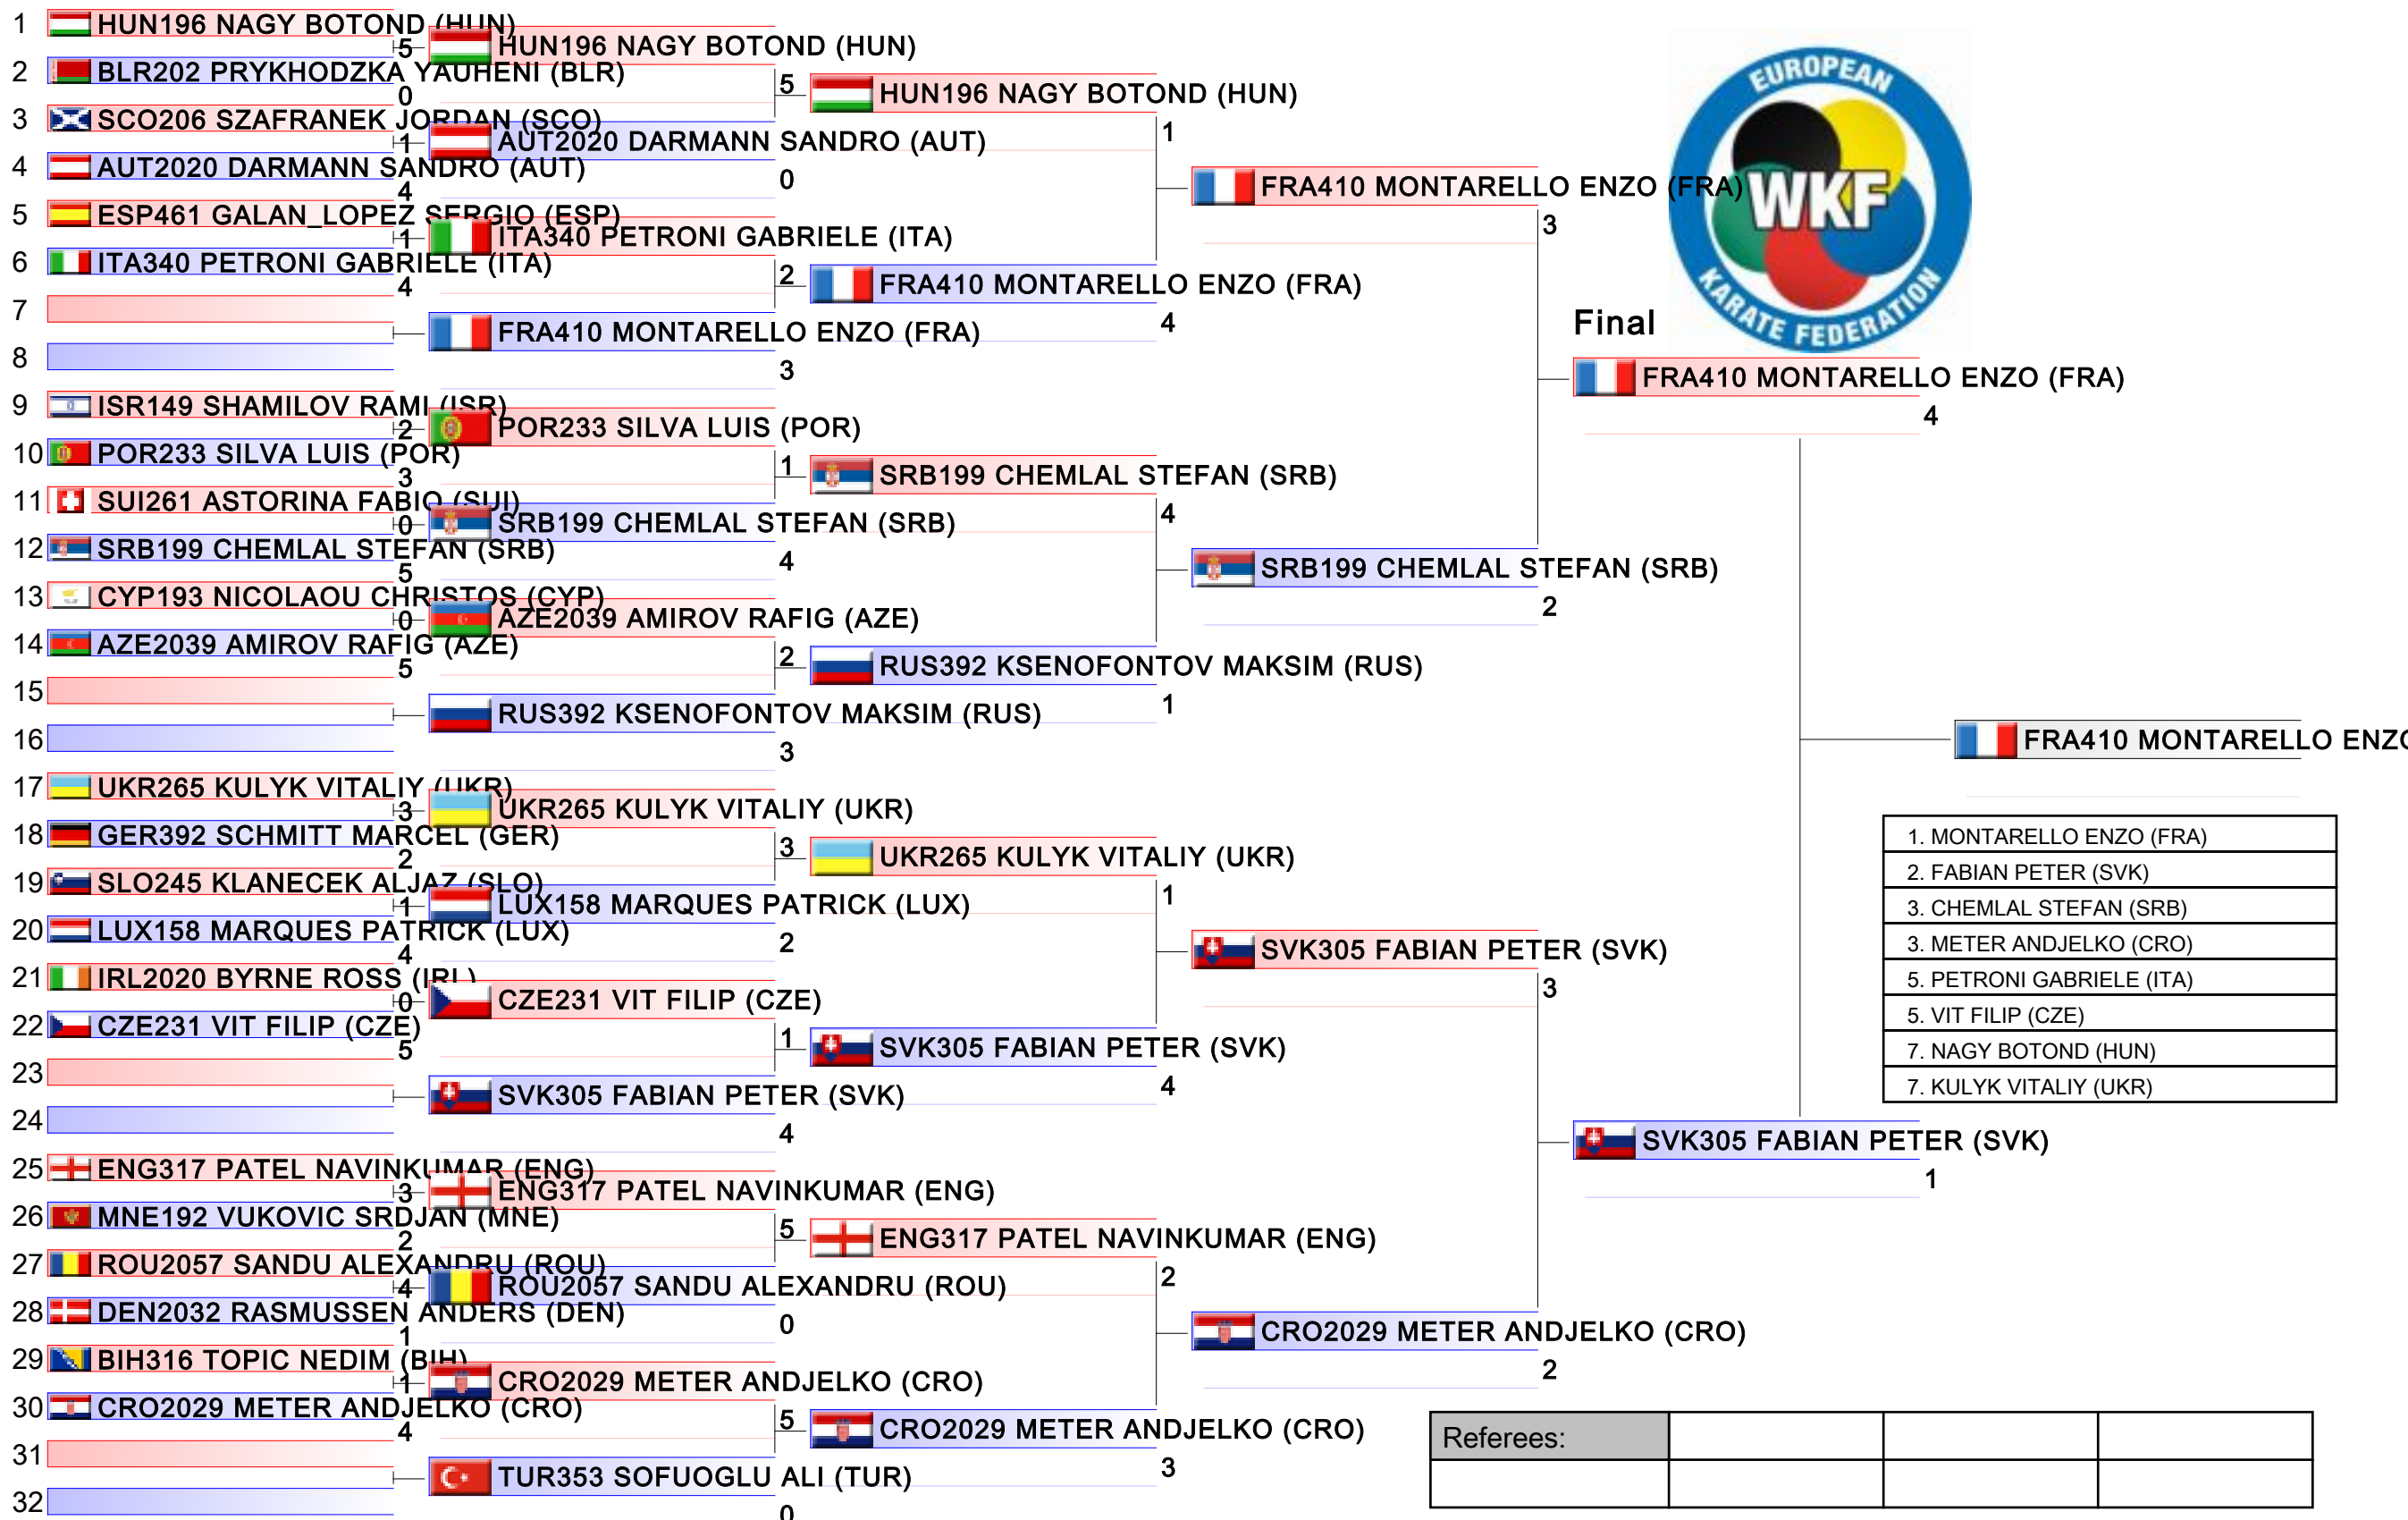 1 HUN196 NAGY BOTOND (HUN)
5
2 BLR202 PRYKHODZKA YAUHENI (BLR)
0
3 SCO206 SZAFRANEK JORDAN (SCO)
1
4 AUT2020 DARMANN SANDRO (AUT)
4
5 ESP461 GALAN_LOPEZ SERGIO (ESP)
1
6 ITA340 PETRONI GABRIELE (ITA)
4
7
8
9 ISR149 SHAMILOV RAMI (ISR)
2
10 POR233 SILVA LUIS (POR)
3
11 SUI261 ASTORINA FABIO (SUI)
0
12 SRB199 CHEMLAL STEFAN (SRB)
5
13 CYP193 NICOLAOU CHRISTOS (CYP)
0
14 AZE2039 AMIROV RAFIG (AZE)
5
15
16
17 UKR265 KULYK VITALIY (UKR)
3
18 GER392 SCHMITT MARCEL (GER)
2
19 SLO245 KLANECEK ALJAZ (SLO)
1
20 LUX158 MARQUES PATRICK (LUX)
4
21 IRL2020 BYRNE ROSS (IRL)
0
22 CZE231 VIT FILIP (CZE)
5
23
24
25 ENG317 PATEL NAVINKUMAR (ENG)
3
26 MNE192 VUKOVIC SRDJAN (MNE)
2
27 ROU2057 SANDU ALEXANDRU (ROU)
4
28 DEN2032 RASMUSSEN ANDERS (DEN)
1
29 BIH316 TOPIC NEDIM (BIH)
1
30 CRO2029 METER ANDJELKO (CRO)
4
31
32
HUN196 NAGY BOTOND (HUN)
5
AUT2020 DARMANN SANDRO (AUT)
0
ITA340 PETRONI GABRIELE (ITA)
2
FRA410 MONTARELLO ENZO (FRA)
3
POR233 SILVA LUIS (POR)
1
SRB199 CHEMLAL STEFAN (SRB)
4
AZE2039 AMIROV RAFIG (AZE)
2
RUS392 KSENOFONTOV MAKSIM (RUS)
3
UKR265 KULYK VITALIY (UKR)
3
LUX158 MARQUES PATRICK (LUX)
2
CZE231 VIT FILIP (CZE)
1
SVK305 FABIAN PETER (SVK)
4
ENG317 PATEL NAVINKUMAR (ENG)
5
ROU2057 SANDU ALEXANDRU (ROU)
0
CRO2029 METER ANDJELKO (CRO)
5
TUR353 SOFUOGLU ALI (TUR)
0
HUN196 NAGY BOTOND (HUN)
1
FRA410 MONTARELLO ENZO (FRA)
4
SRB199 CHEMLAL STEFAN (SRB)
4
RUS392 KSENOFONTOV MAKSIM (RUS)
1
UKR265 KULYK VITALIY (UKR)
1
SVK305 FABIAN PETER (SVK)
4
ENG317 PATEL NAVINKUMAR (ENG)
2
CRO2029 METER ANDJELKO (CRO)
3
FRA410 MONTARELLO ENZO (FRA)
3
SRB199 CHEMLAL STEFAN (SRB)
2
SVK305 FABIAN PETER (SVK)
3
CRO2029 METER ANDJELKO (CRO)
2
EUROPEAN
WKF
KARATE FEDERATION
Final
FRA410 MONTARELLO ENZO (FRA)
4
SVK305 FABIAN PETER (SVK)
1
FRA410 MONTARELLO ENZO
1. MONTARELLO ENZO (FRA)
2. FABIAN PETER (SVK)
3. CHEMLAL STEFAN (SRB)
3. METER ANDJELKO (CRO)
5. PETRONI GABRIELE (ITA)
5. VIT FILIP (CZE)
7. NAGY BOTOND (HUN)
7. KULYK VITALIY (UKR)
Referees: